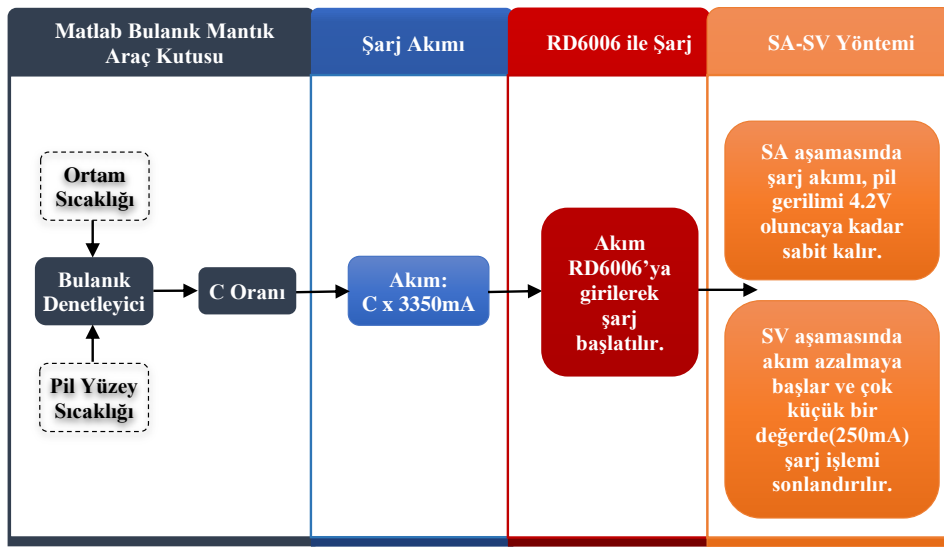 Matlab Bulanık Mantık
Araç Kutusu
Şarj Akımı
RD6006 ile Şarj
SA-SV Yöntemi
Ortam
Sıcaklığı
Bulanık
Denetleyici
Pil Yüzey
Sıcaklığı
C Oranı
Akım:
C x 3350mA
Akım
RD6006’ya
girilerek
şarj
başlatılır.
SA aşamasında
şarj akımı, pil
gerilimi 4.2V
oluncaya kadar
sabit kalır.
SV aşamasında
akım azalmaya
başlar ve çok
küçük bir
değerde(250mA)
şarj işlemi
sonlandırılır.